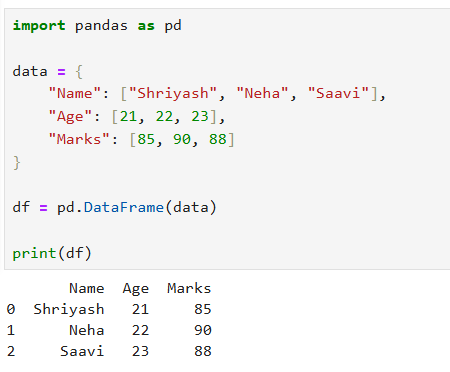 import pandas as pd
data = {
    "Name": ["Shriyash", "Neha", "Saavi"],
    "Age": [21, 22, 23],
    "Marks": [85, 90, 88]
}
df = pd.DataFrame(data)
print(df)
       Name  Age  Marks
0  Shriyash   21     85
1      Neha   22     90
2     Saavi   23     88